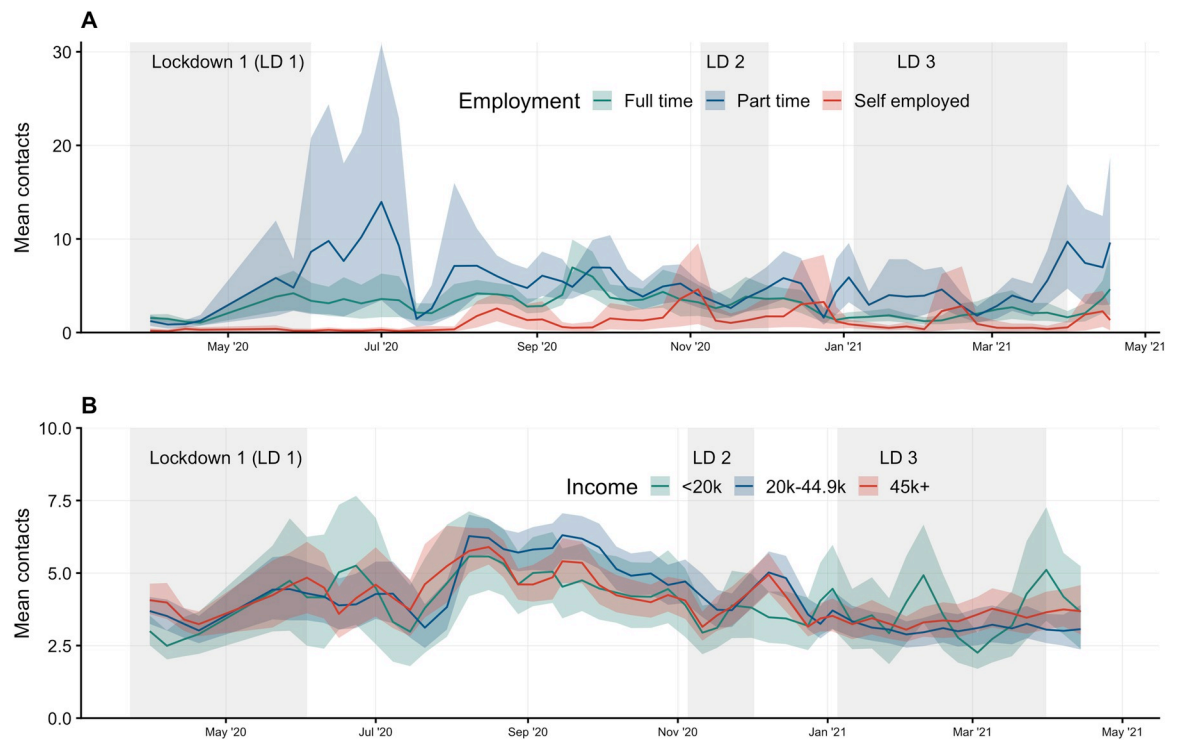 A
30
20
10
0
Mean contacts
Lockdown 1 (LD 1)
LD 2
LD 3
Employment Full time Part time Self employed
May '20 Jul '20 Sep '20 Nov '20 Jan '21 Mar '21 May '21
B
10.0
7.5
5.0
2.5
0.0
Mean contacts
Lockdown 1 (LD 1)
LD 2
LD 3
Income <20k 20k-44.9k 45k+
May '20 Jul '20 Sep '20 Nov '20 Jan '21 Mar '21 May '21